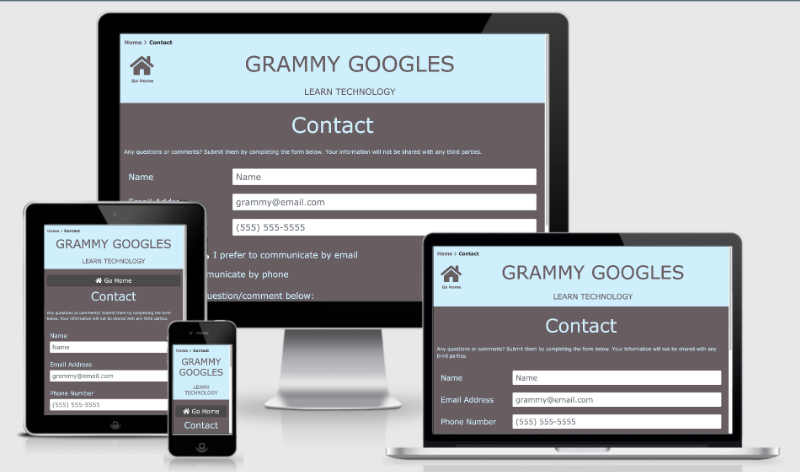 Home > Contact
Go Home
GRAMMY GOOGLES
LEARN TECHNOLOGY
Contact
Any questions or comments? Submit them by completing the form below. Your information will not be shared with any third parties.
Name Name
Email Addre grammy@email.com
(555) 555-5555
I prefer to communicate by email
municate by phone
question/comment below:
Home > Contact
GRAMMY GOOGLES
LEARN TECHNOLOGY
Go Home
Contact
Any questions or comments? Submit them by completing the form
below. Your information will not be shared with third parties.
Name
Name
Email Address
grammy@email.com
Phone Number
(555) 555-5555
Home > Contact
GRAMMY
GOOGLES
LEARN
TECHNOLOGY
Go Home
Contact
Home > Contact
Go Home
GRAMMY GOOGLES
LEARN TECHNOLOGY
Contact
Any questions or comments? Submit them by completing the form below. Your information will not be shared with any
third parties.
Name Name
Email Address grammy@email.com
Phone Number (555) 555-5555